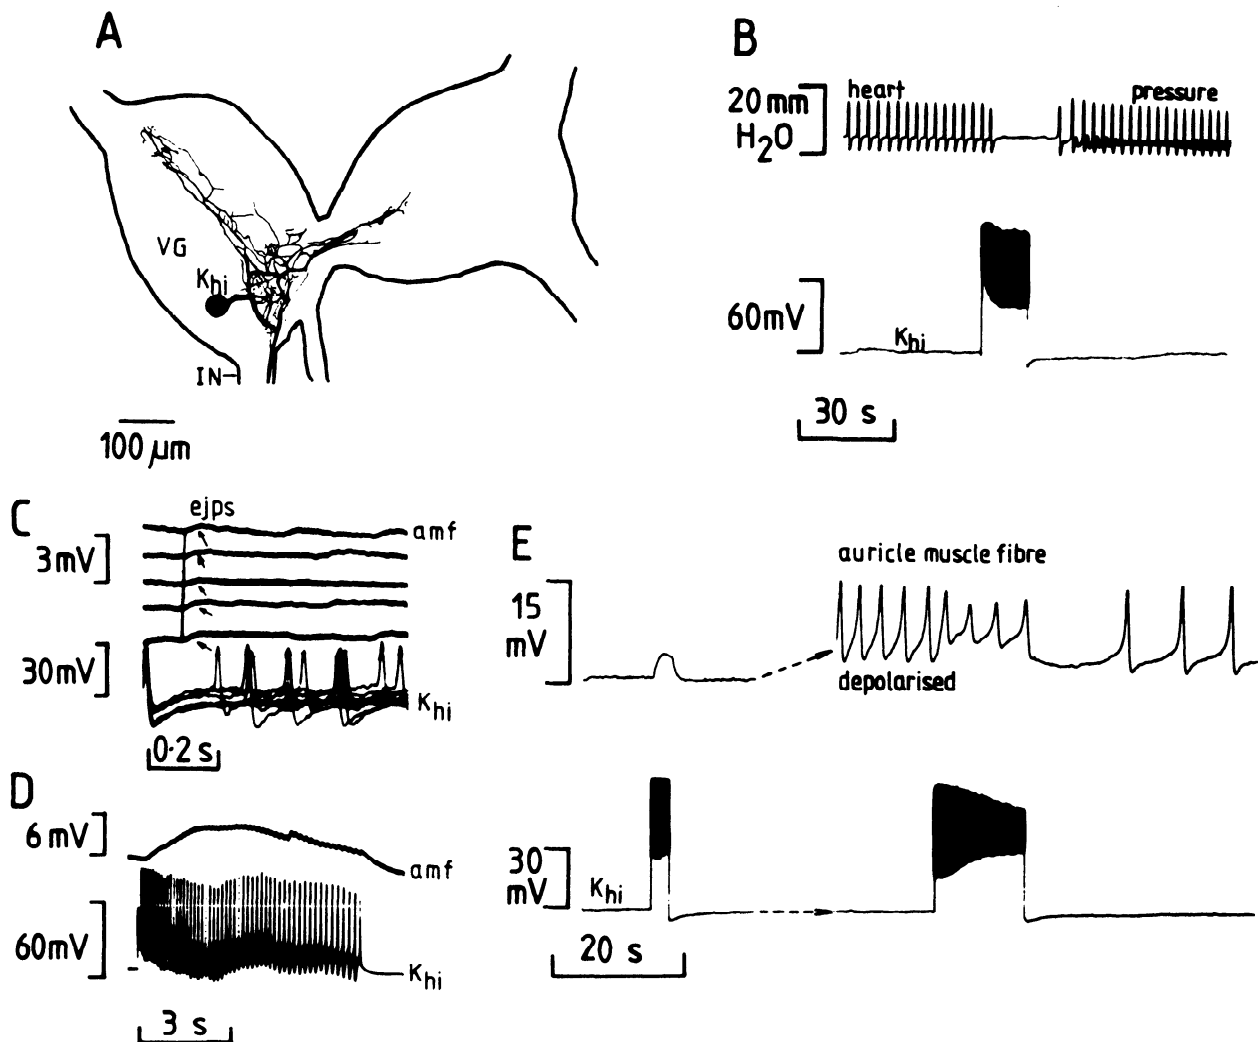 A
VG
Khi
IN
100 µm
B
20 mm
H2O
heart
pressure
60mV
Khi
30 s
C
ejps
amf
3mV
30mV
Khi
0·2 s
D
6 mV
amf
60mV
Khi
3 s
E
auricle muscle fibre
15
mV
depolarised
30
mV
Khi
20 s